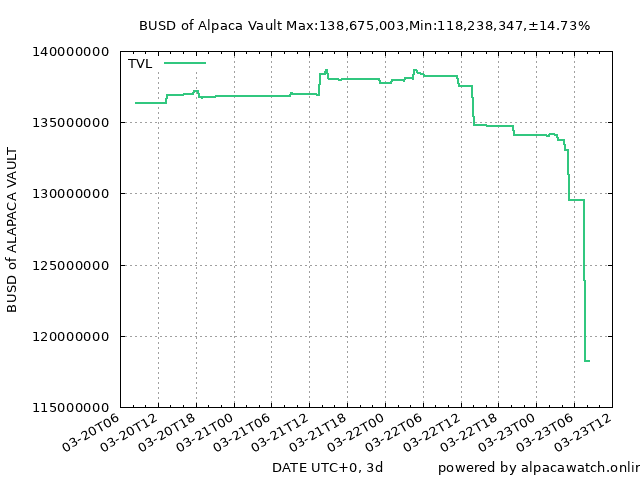 BUSD of Alpaca Vault Max:138,675,003,Min:118,238,347,±14.73%
TVL
BUSD of ALAPACA VAULT
140000000
135000000
130000000
125000000
120000000
115000000
03-20T06
03-20T12
03-20T18
03-21T00
03-21T06
03-21T12
03-21T18
03-22T00
03-22T06
03-22T12
03-22T18
03-23T00
03-23T06
03-23T12
DATE UTC+0, 3d
powered by alpacawatch.onlin